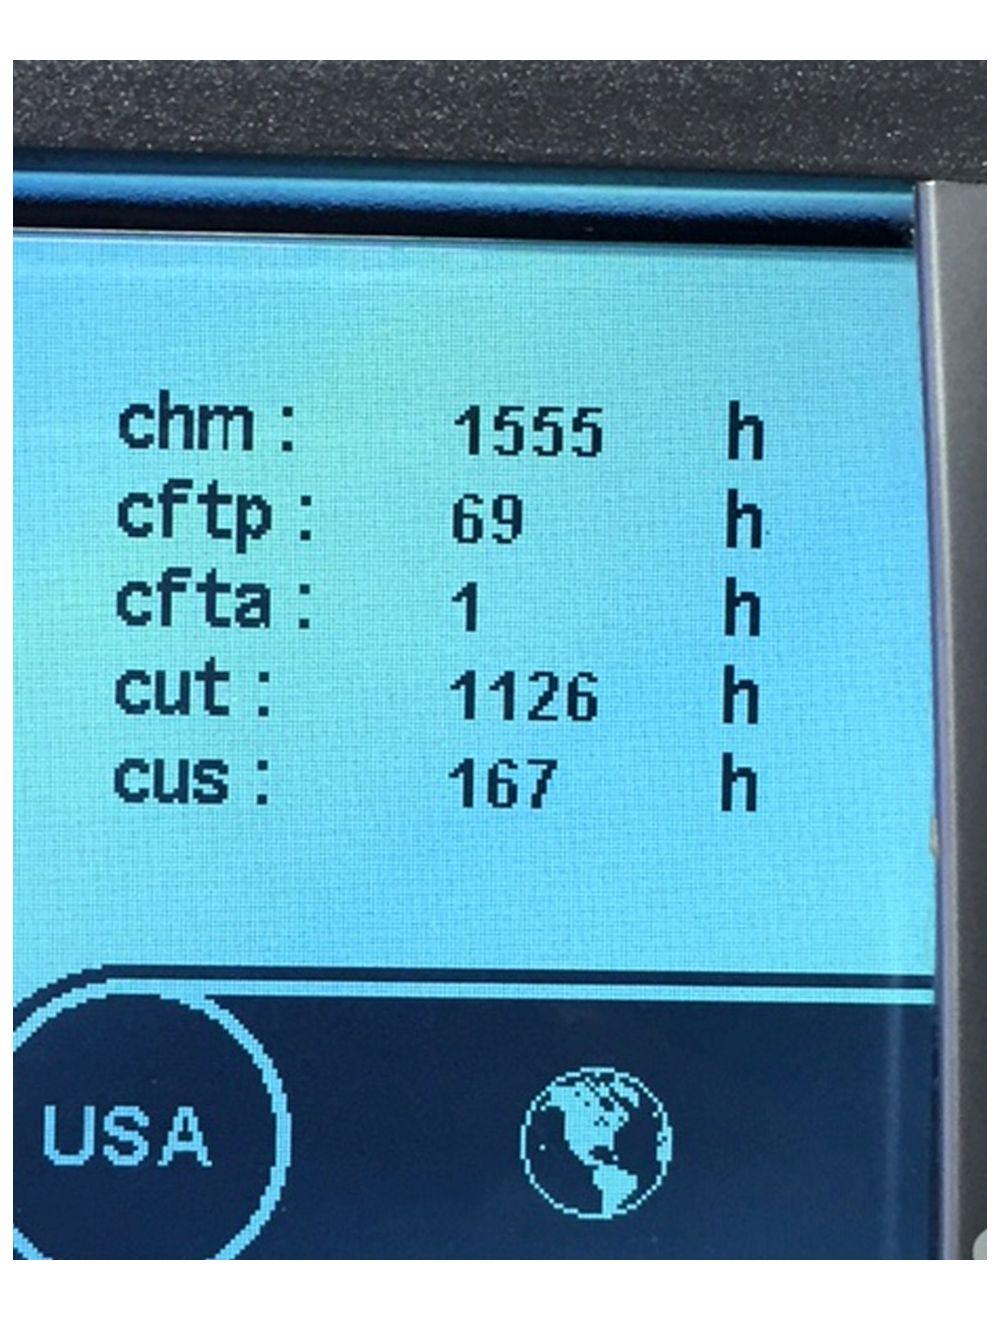 chm : 1555 h
cftp : 69 h
cfta : 1 h
cut : 1126 h
cus : 167 h
USA